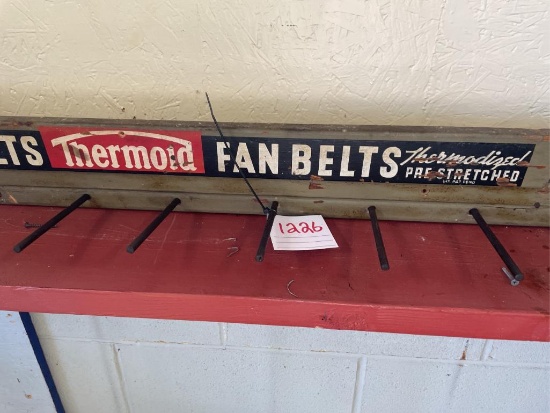 LTS Thermoid FAN BELTS Thermodized
PRE-STRETCHED
1226